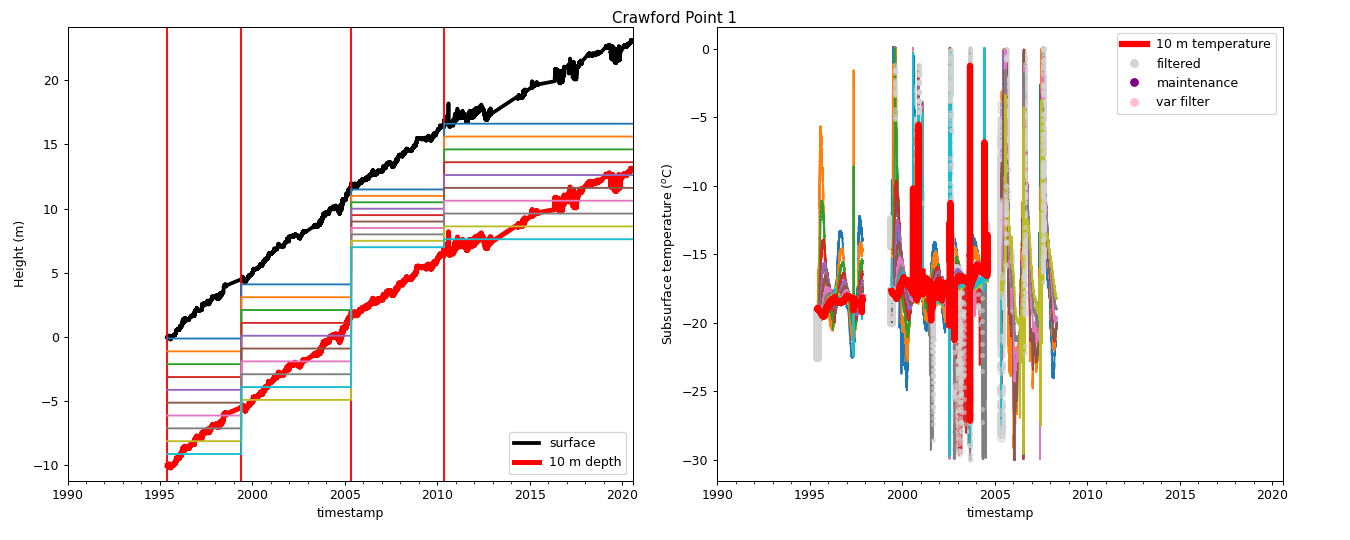 Crawford Point 1
Height (m)
20
15
10
5
0
−5
−10
1990
1995
2000
2005
2010
2015
2020
timestamp
surface
10 m depth
Subsurface temperature (°C)
0
−5
−10
−15
−20
−25
−30
1990
1995
2000
2005
2010
2015
2020
timestamp
10 m temperature
filtered
maintenance
var filter